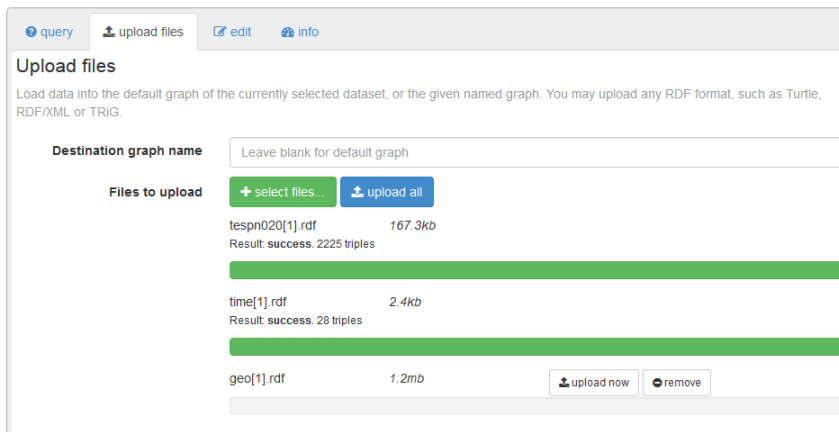 query upload files edit info
Upload files
Load data into the default graph of the currently selected dataset, or the given named graph. You may upload any RDF format, such as Turtle,
RDF/XML or TRiG.
Destination graph name Leave blank for default graph
Files to upload + select files... upload all
tespn020[1].rdf 167.3kb
Result: success. 2225 triples
time[1].rdf 2.4kb
Result: success. 28 triples
geo[1].rdf 1.2mb upload now remove